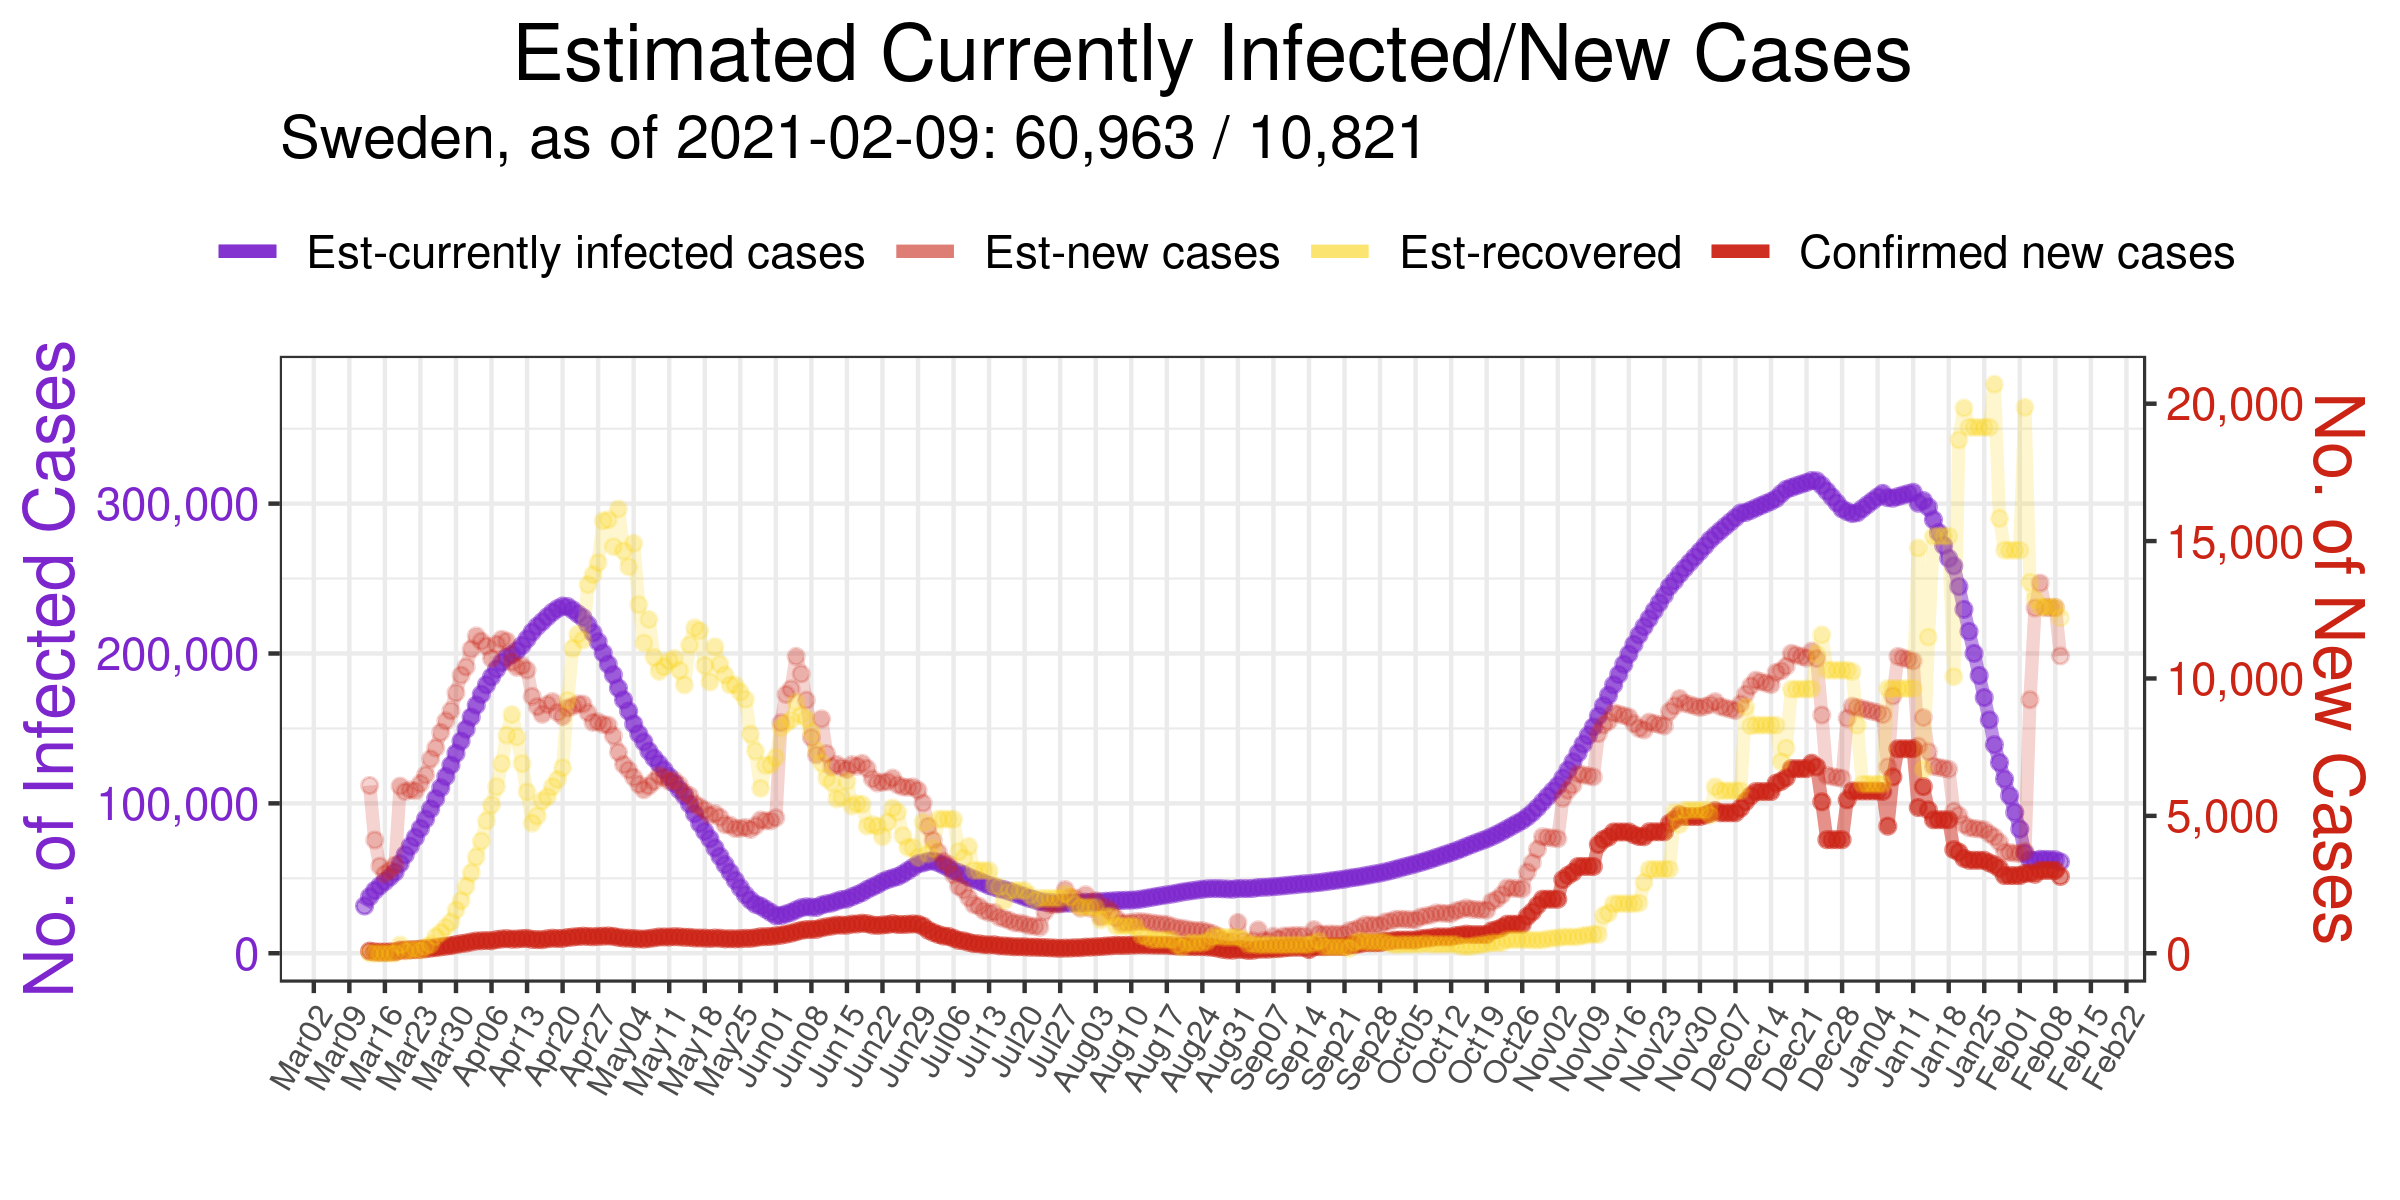 Estimated Currently Infected/New Cases
Sweden, as of 2021-02-09: 60,963 / 10,821
Est-currently infected cases
Est-new cases
Est-recovered
Confirmed new cases
No. of Infected Cases
300,000
200,000
100,000
0
20,000
15,000
10,000
5,000
0
No. of New Cases
Mar02
Mar09
Mar16
Mar23
Mar30
Apr06
Apr13
Apr20
Apr27
May04
May11
May18
May25
Jun01
Jun08
Jun15
Jun22
Jun29
Jul06
Jul13
Jul20
Jul27
Aug03
Aug10
Aug17
Aug24
Aug31
Sep07
Sep14
Sep21
Sep28
Oct05
Oct12
Oct19
Oct26
Nov02
Nov09
Nov16
Nov23
Nov30
Dec07
Dec14
Dec21
Dec28
Jan04
Jan11
Jan18
Jan25
Feb01
Feb08
Feb15
Feb22